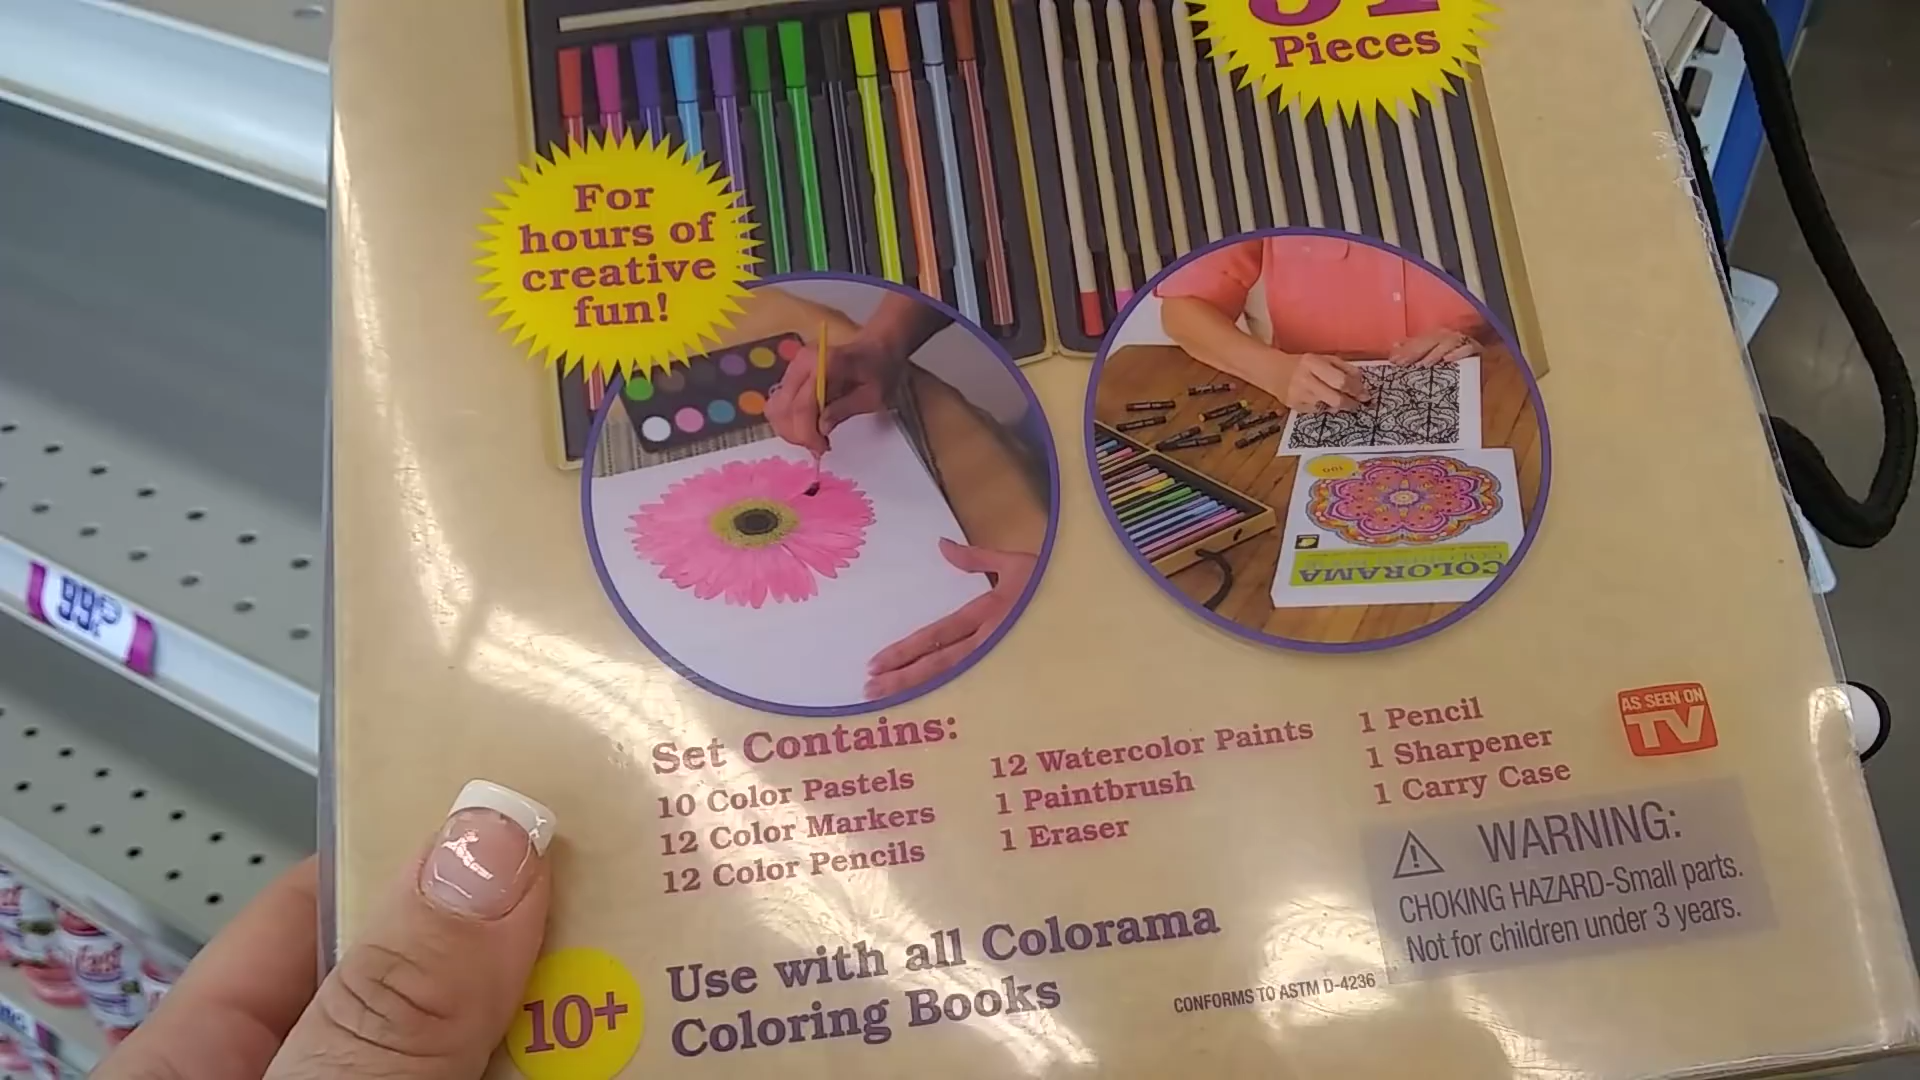 Pieces
For
hours of
creative
fun!
COLORAMA
Set Contains:
10 Color Pastels
12 Color Markers
12 Color Pencils
12 Watercolor Paints
1 Paintbrush
1 Eraser
1 Pencil
1 Sharpener
1 Carry Case
AS SEEN ON
TV
WARNING:
CHOKING HAZARD-Small parts.
Not for children under 3 years.
10+
Use with all Colorama
Coloring Books
CONFORMS TO ASTM D-4236
99¢